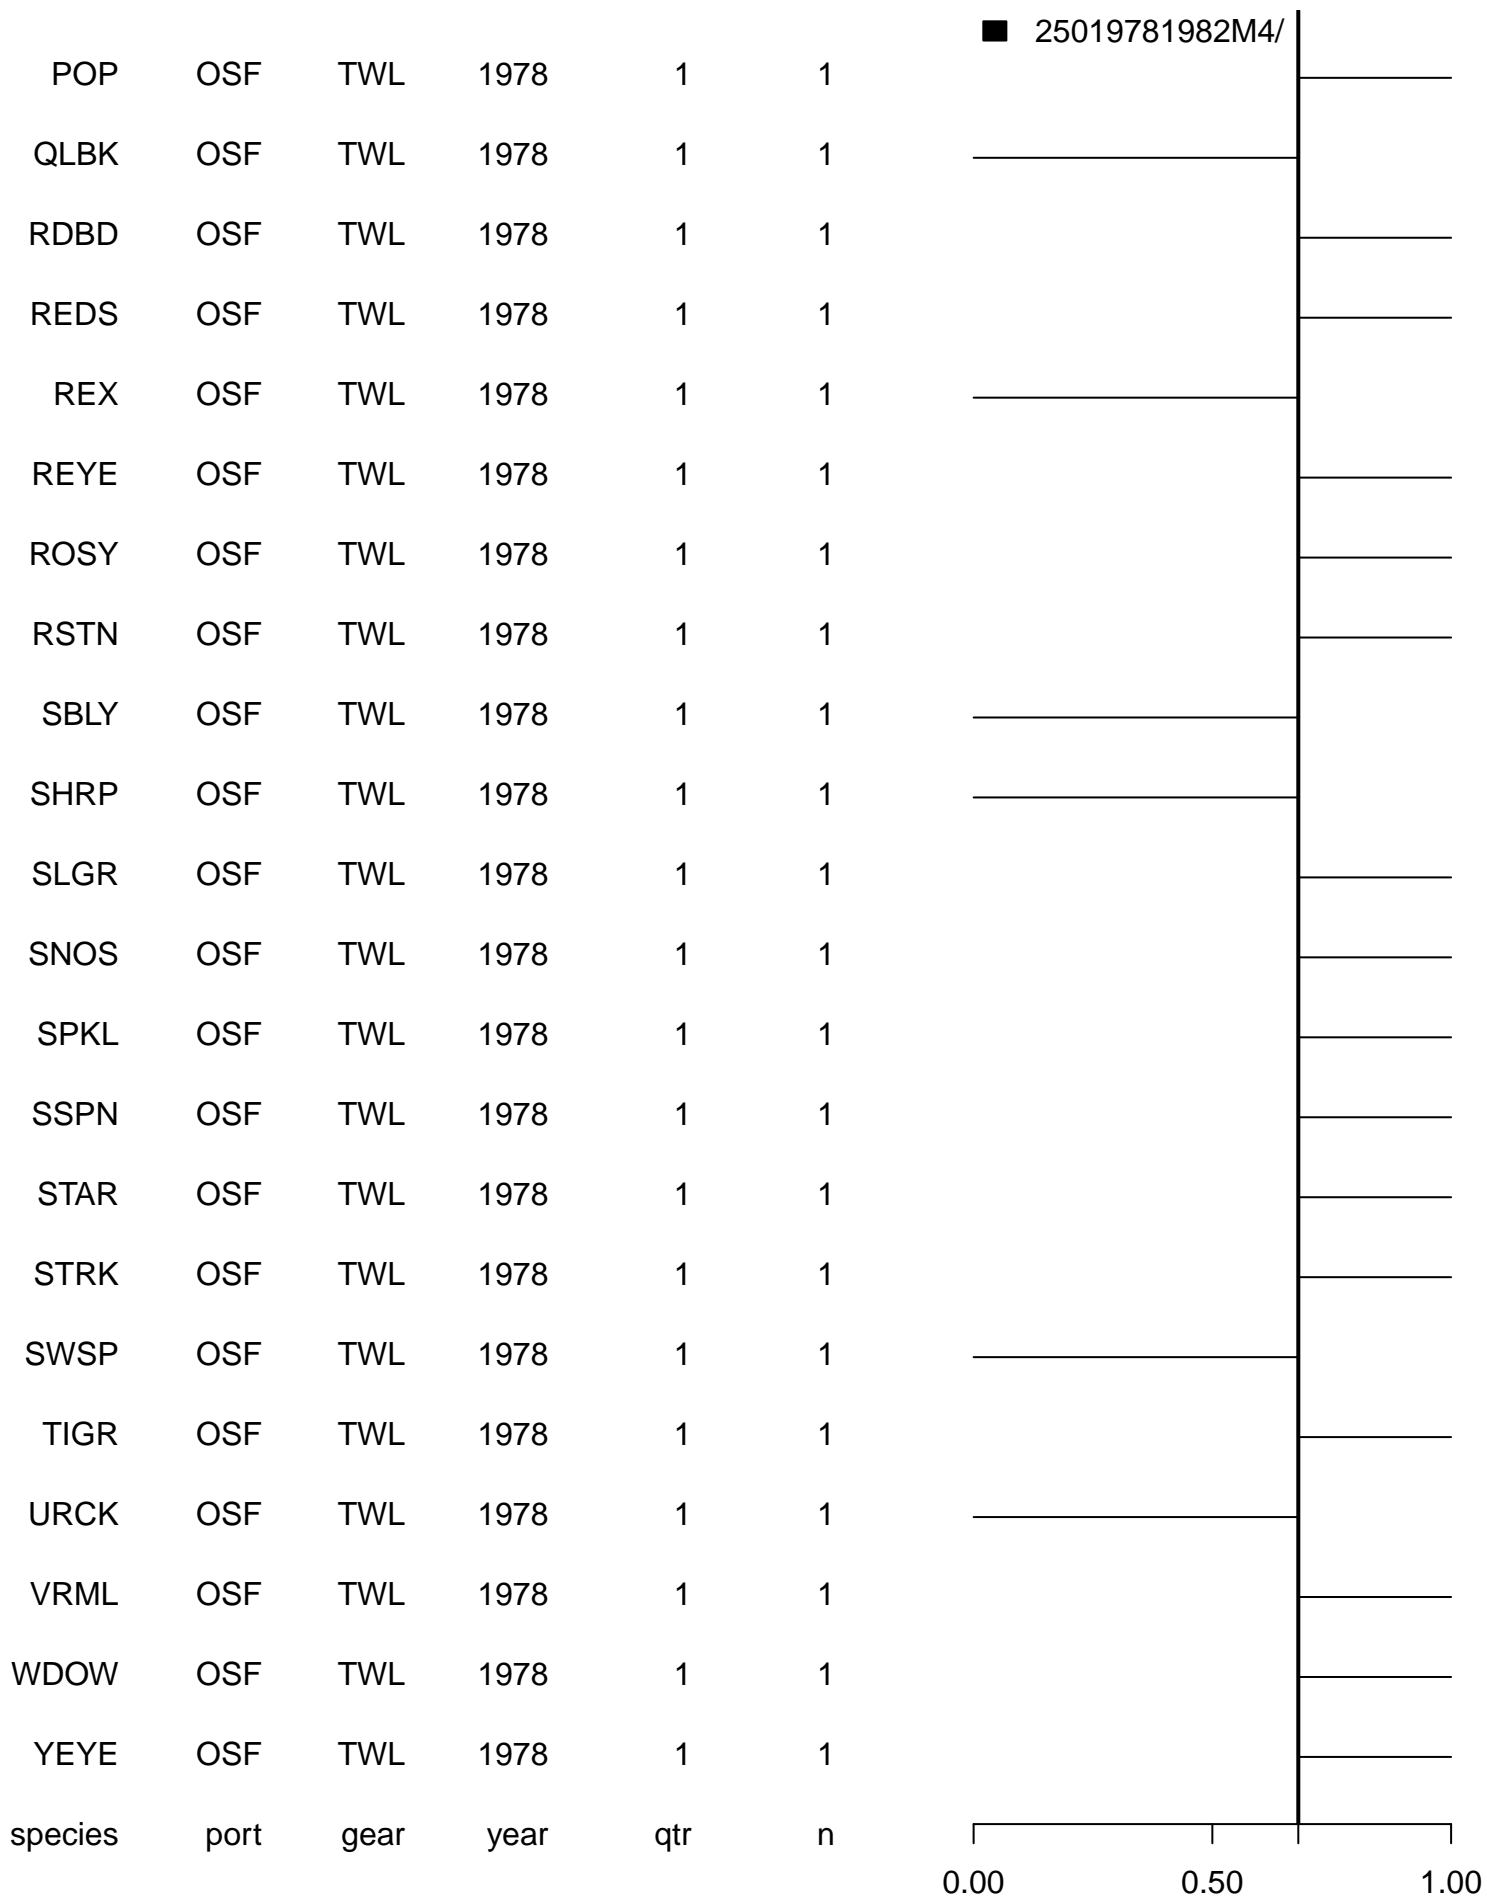 25019781982M4/
POP OSF TWL 1978 1 1
QLBK OSF TWL 1978 1 1
RDBD OSF TWL 1978 1 1
REDS OSF TWL 1978 1 1
REX OSF TWL 1978 1 1
REYE OSF TWL 1978 1 1
ROSY OSF TWL 1978 1 1
RSTN OSF TWL 1978 1 1
SBLY OSF TWL 1978 1 1
SHRP OSF TWL 1978 1 1
SLGR OSF TWL 1978 1 1
SNOS OSF TWL 1978 1 1
SPKL OSF TWL 1978 1 1
SSPN OSF TWL 1978 1 1
STAR OSF TWL 1978 1 1
STRK OSF TWL 1978 1 1
SWSP OSF TWL 1978 1 1
TIGR OSF TWL 1978 1 1
URCK OSF TWL 1978 1 1
VRML OSF TWL 1978 1 1
WDOW OSF TWL 1978 1 1
YEYE OSF TWL 1978 1 1
species port gear year qtr n
0.00 0.50 1.00